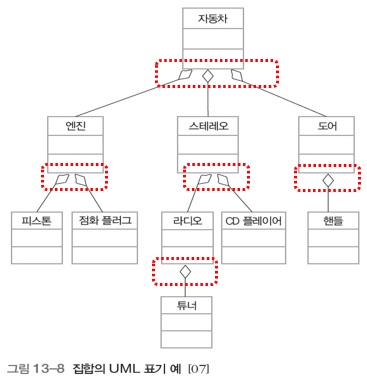 자동차
엔진
스테레오
도어
피스톤
점화 플러그
라디오
CD 플레이어
핸들
튜너
그림 13-8 집합의 UML 표기 예 [07]